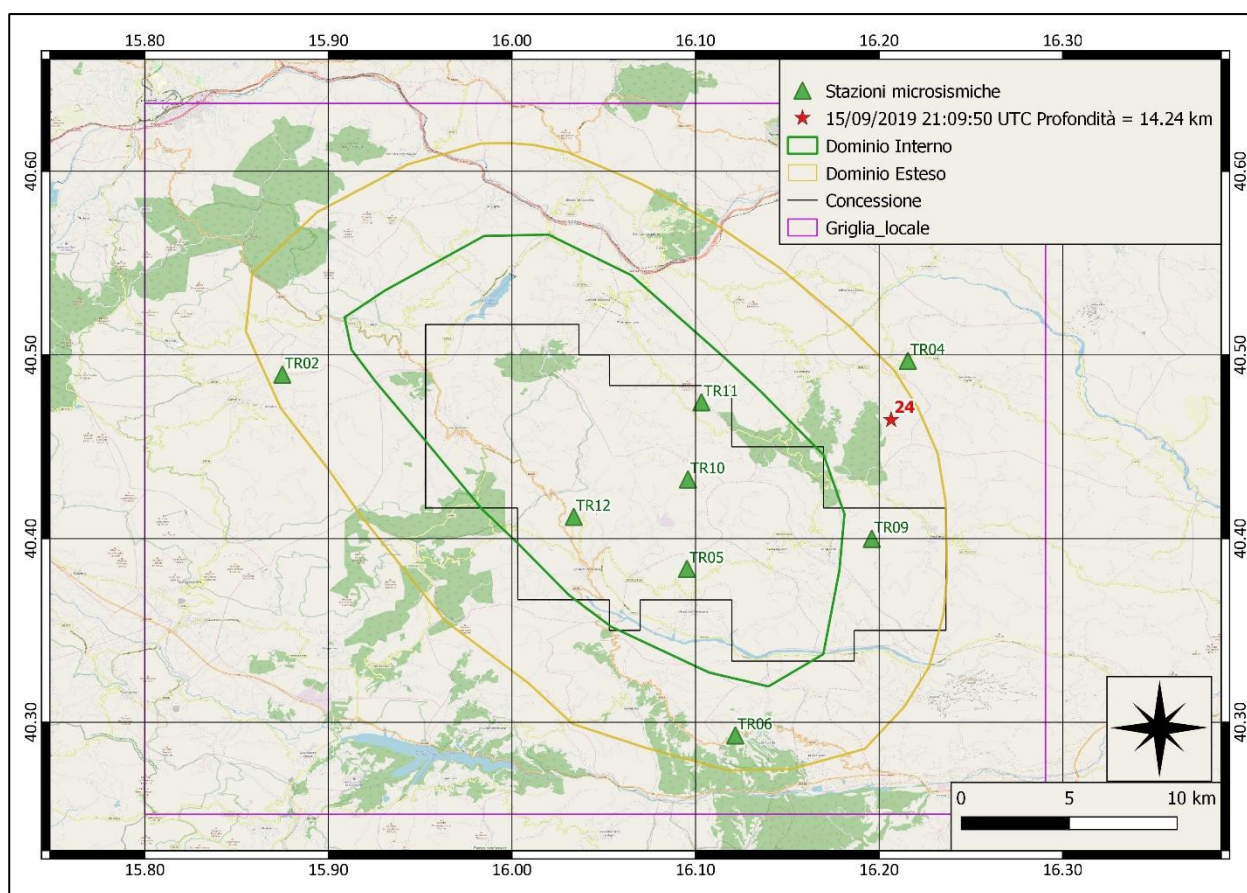 15.80 15.90 16.00 16.10 16.20 16.30
Stazioni microsismiche
15/09/2019 21:09:50 UTC Profondità = 14.24 km
Dominio Interno
Dominio Esteso
Concessione
Griglia_locale
40.60 40.60
40.50 40.50
TR02
TR04
24
TR11
TR10
TR12
40.40 40.40
TR09
TR05
40.30 40.30
TR06
0 5 10 km
15.80 15.90 16.00 16.10 16.20 16.30